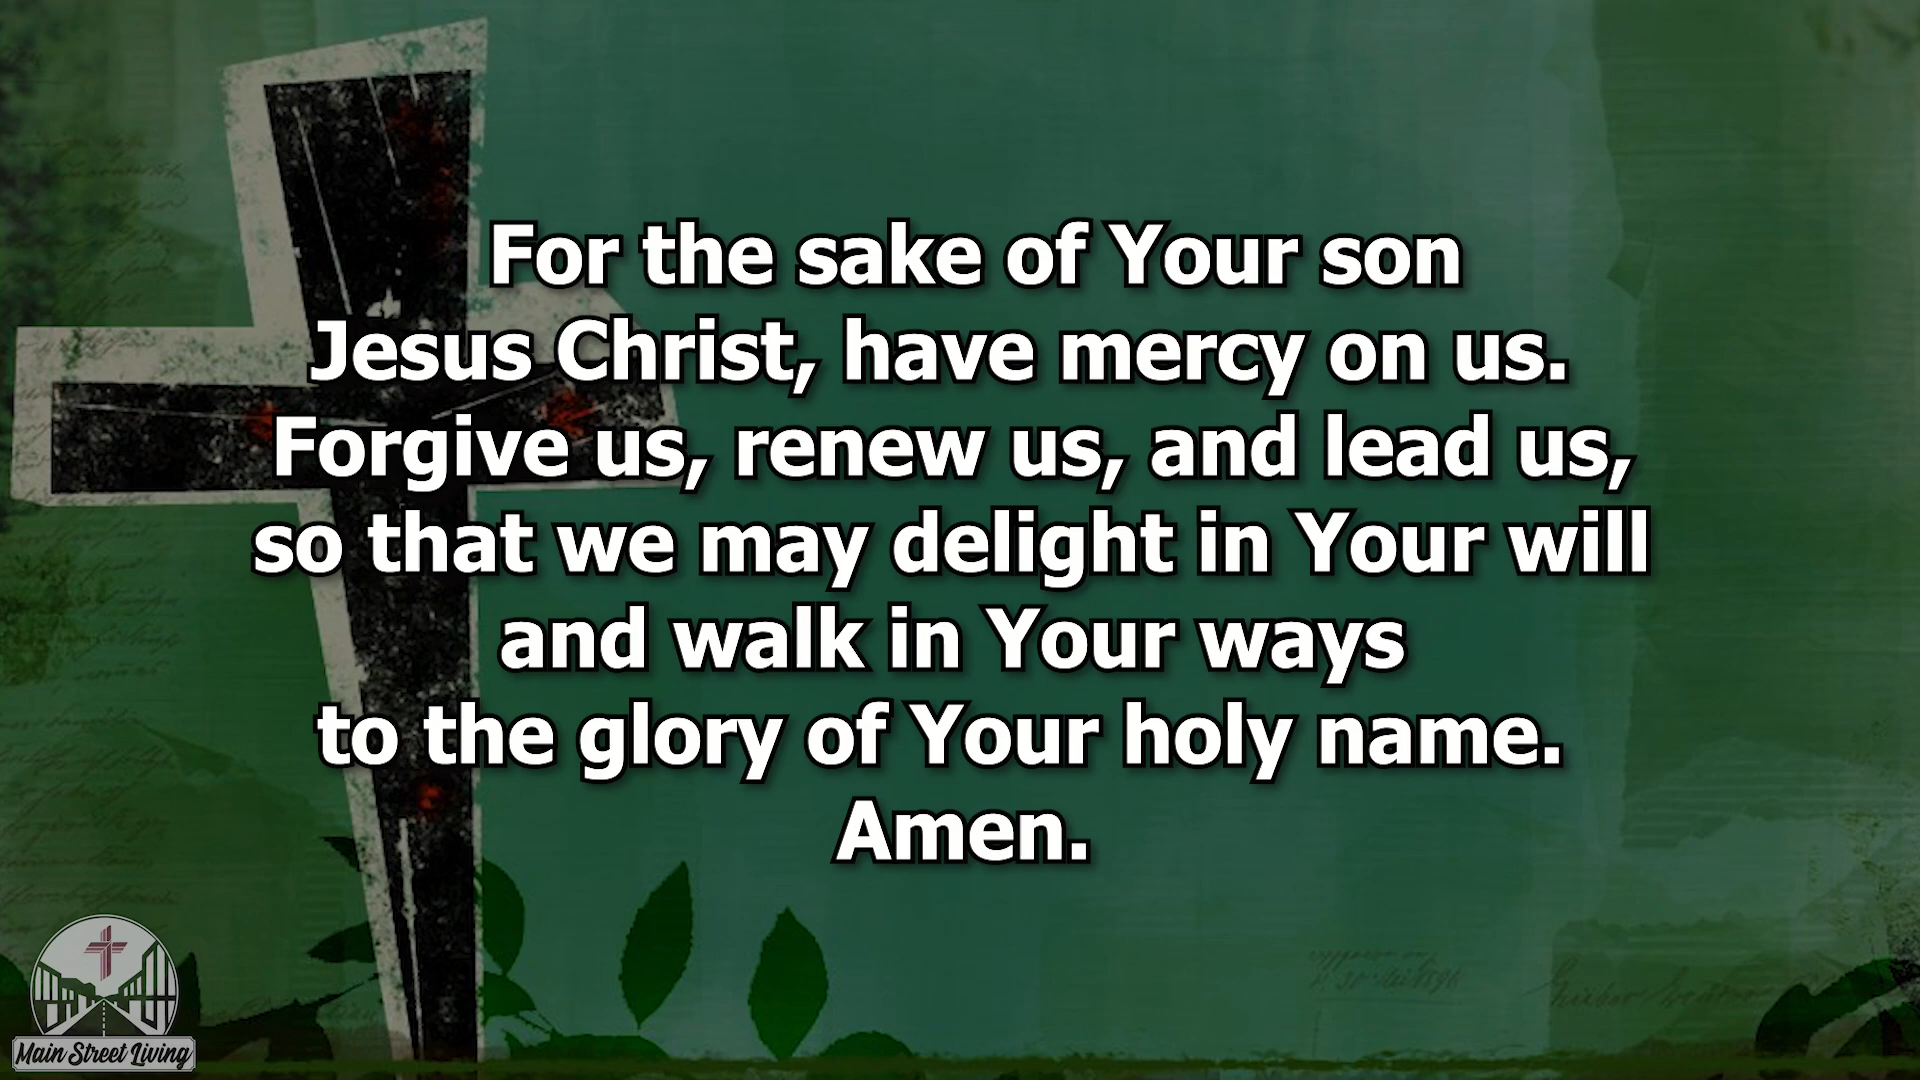 For the sake of Your son
Jesus Christ, have mercy on us.
Forgive us, renew us, and lead us,
so that we may delight in Your will
and walk in Your ways
to the glory of Your holy name.
Amen.
Main Street Living